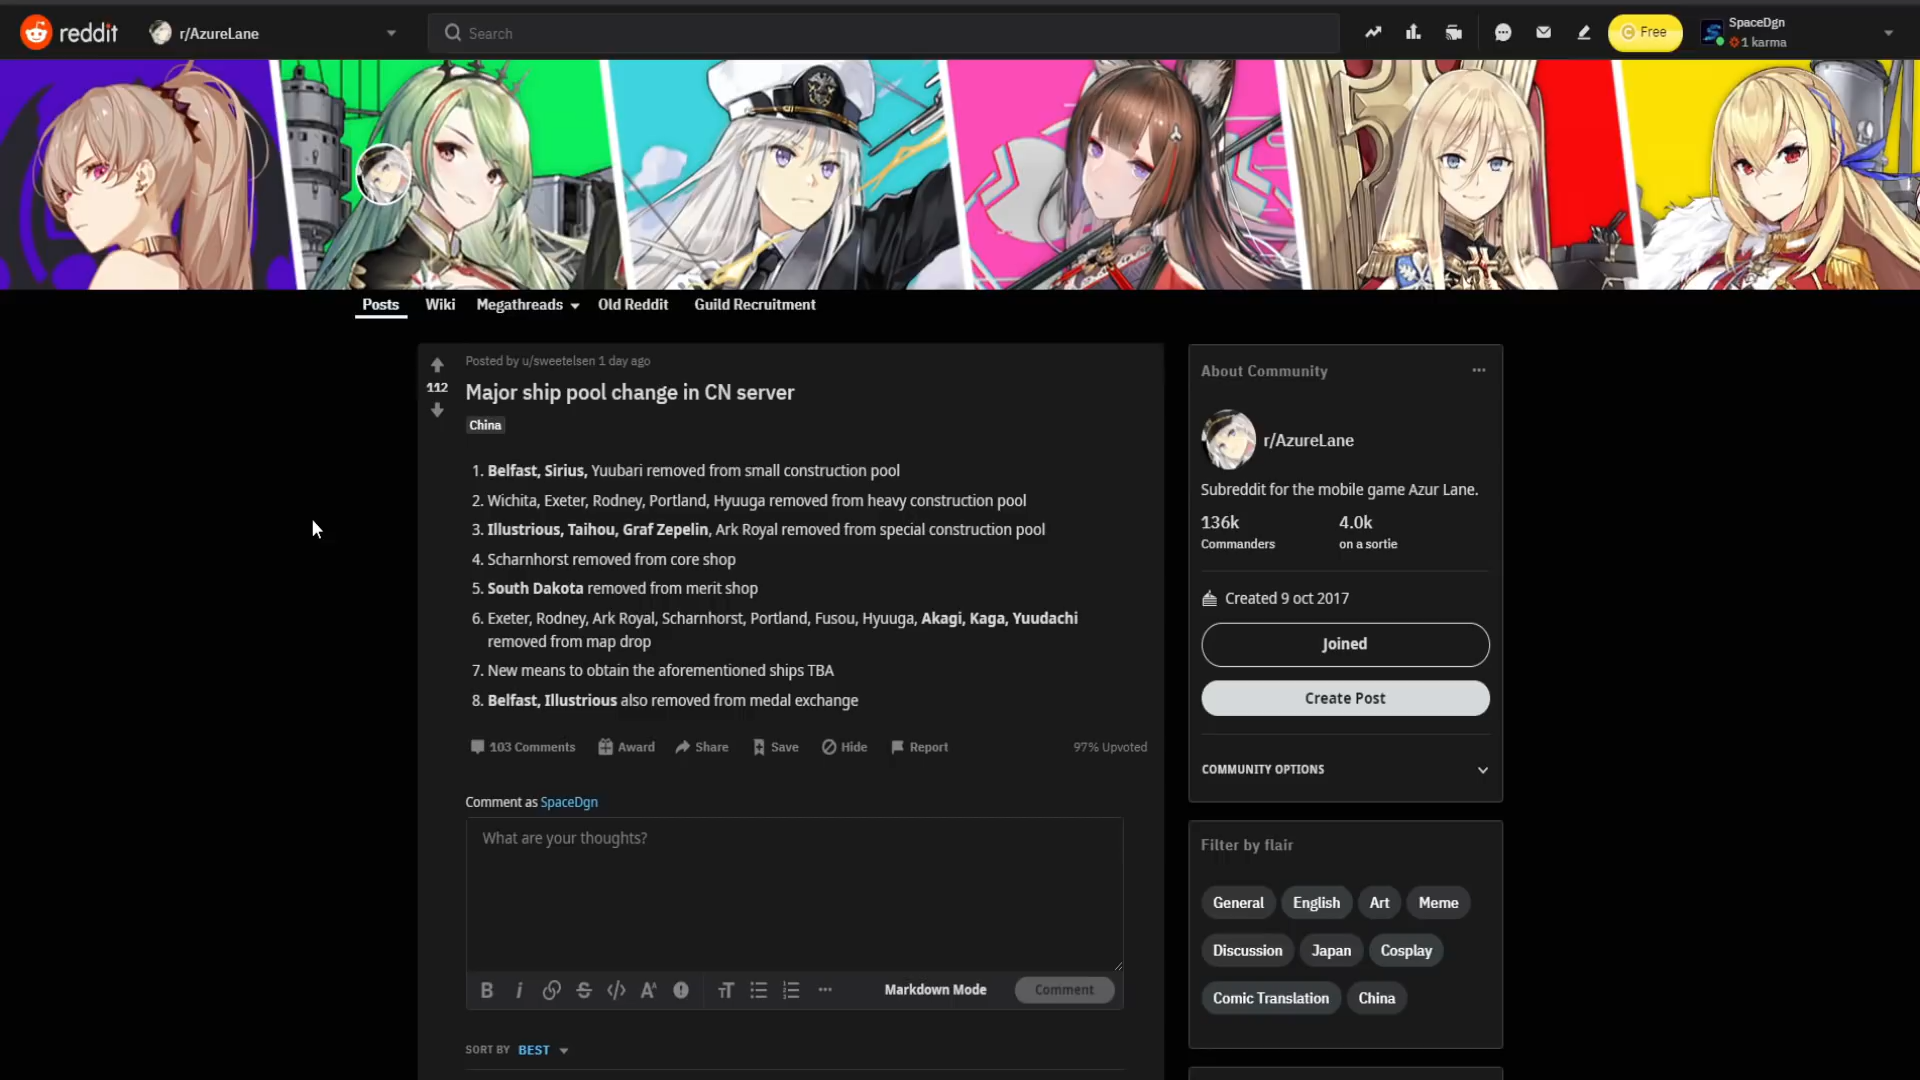 reddit
r/AzureLane
Search
Free
SpaceDgn
1 karma
Posts
Wiki
Megathreads
Old Reddit
Guild Recruitment
Posted by u/sweetelsen 1 day ago
112
Major ship pool change in CN server
China
1. Belfast, Sirius, Yuubari removed from small construction pool
2. Wichita, Exeter, Rodney, Portland, Hyuuga removed from heavy construction pool
3. Illustrious, Taihou, Graf Zepelin, Ark Royal removed from special construction pool
4. Scharnhorst removed from core shop
5. South Dakota removed from merit shop
6. Exeter, Rodney, Ark Royal, Scharnhorst, Portland, Fusou, Hyuuga, Akagi, Kaga, Yuudachi
removed from map drop
7. New means to obtain the aforementioned ships TBA
8. Belfast, Illustrious also removed from medal exchange
103 Comments
Award
Share
Save
Hide
Report
97% Upvoted
Comment as SpaceDgn
What are your thoughts?
Markdown Mode
Comment
SORT BY BEST
About Community
r/AzureLane
Subreddit for the mobile game Azur Lane.
136k
4.0k
Commanders
on a sortie
Created 9 oct 2017
Joined
Create Post
COMMUNITY OPTIONS
Filter by flair
General
English
Art
Meme
Discussion
Japan
Cosplay
Comic Translation
China